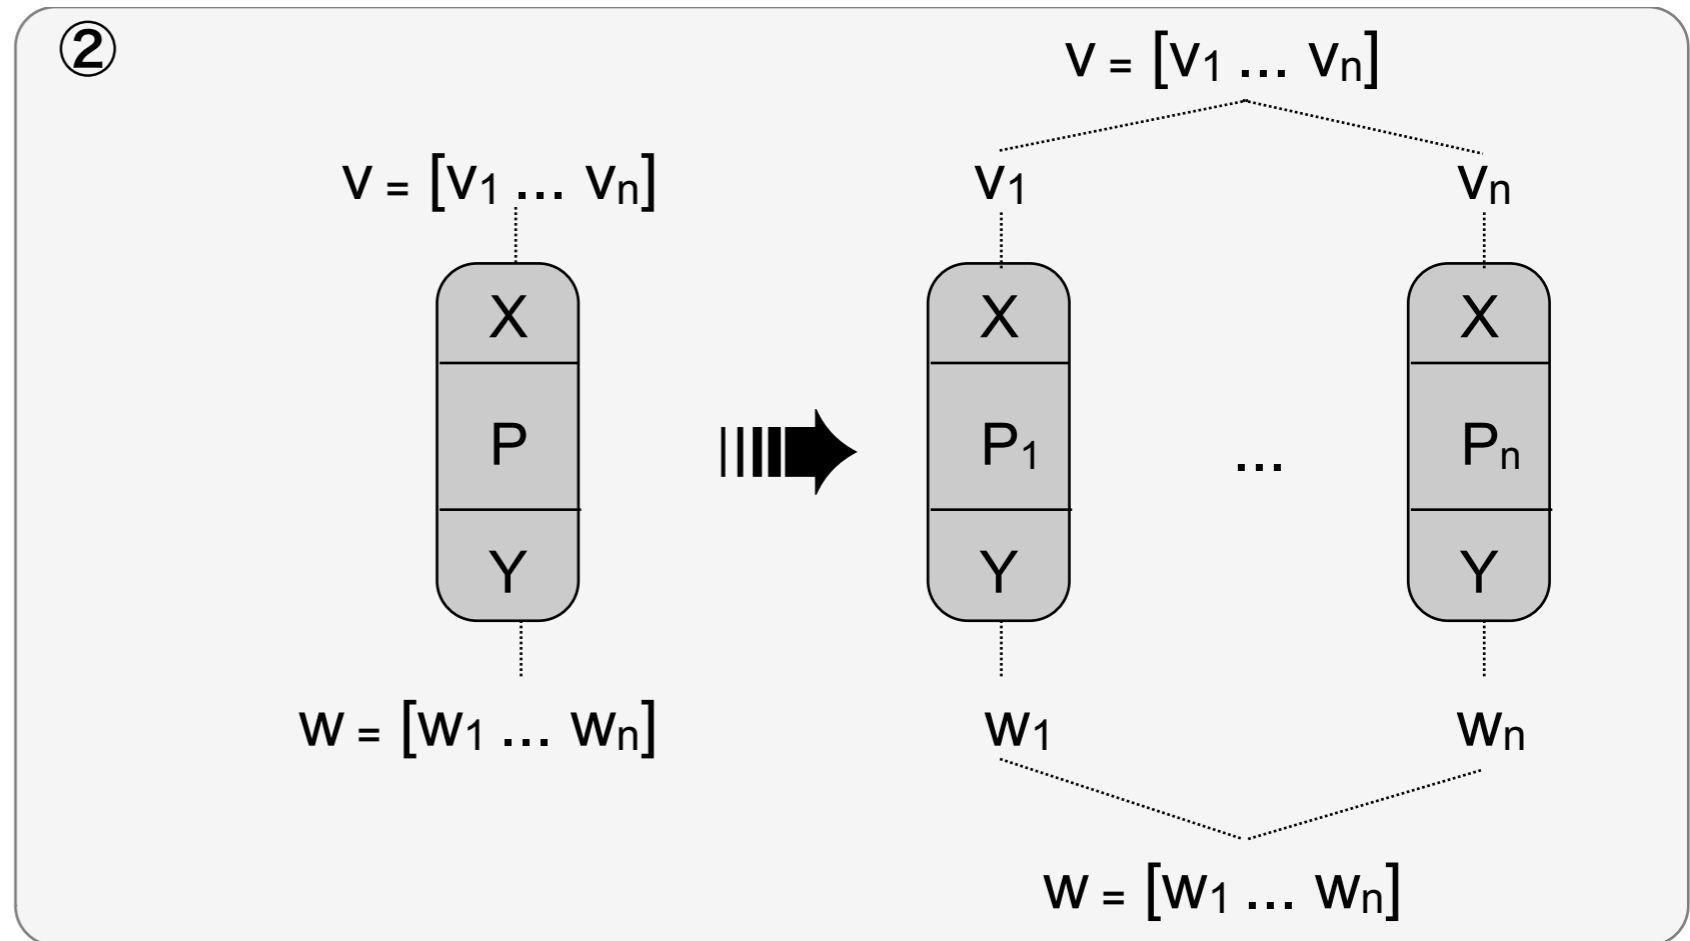 ②
v = [v1 ... vn]
v = [v1 ... vn]
v1
vn
X
P
Y
X
P1
Y
...
X
Pn
Y
w = [w1 ... wn]
w1
wn
w = [w1 ... wn]